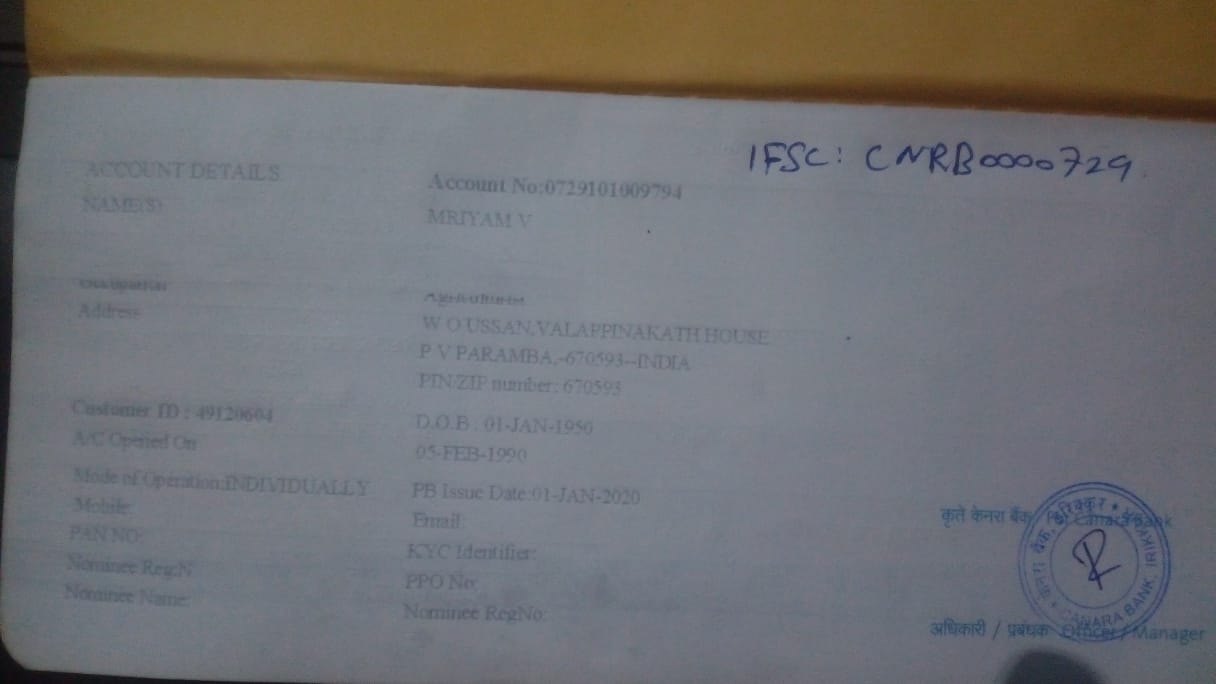 IFSC: CNRB0000729
ACCOUNT DETAILS
Account No:0729101009794
NAME(S)
MRIYAM V
Occupation
Agriculturist
Address
W O USSAN,VALAPPINAKATH HOUSE
P V PARAMBA,-670593--INDIA
PIN/ZIP number: 670593
Customer ID : 49120604
D.O.B : 01-JAN-1950
A/C Opened On
05-FEB-1990
Mode of Operation:INDIVIDUALLY
PB Issue Date:01-JAN-2020
Mobile:
Email:
PAN NO:
KYC Identifier:
Nominee Reg:N
PPO No:
Nominee Name:
Nominee RegNo:
कृते केनरा बैंक / For Canara Bank
CANARA BANK, IRIKKUR
अधिकारी / प्रबंधक Officer / Manager